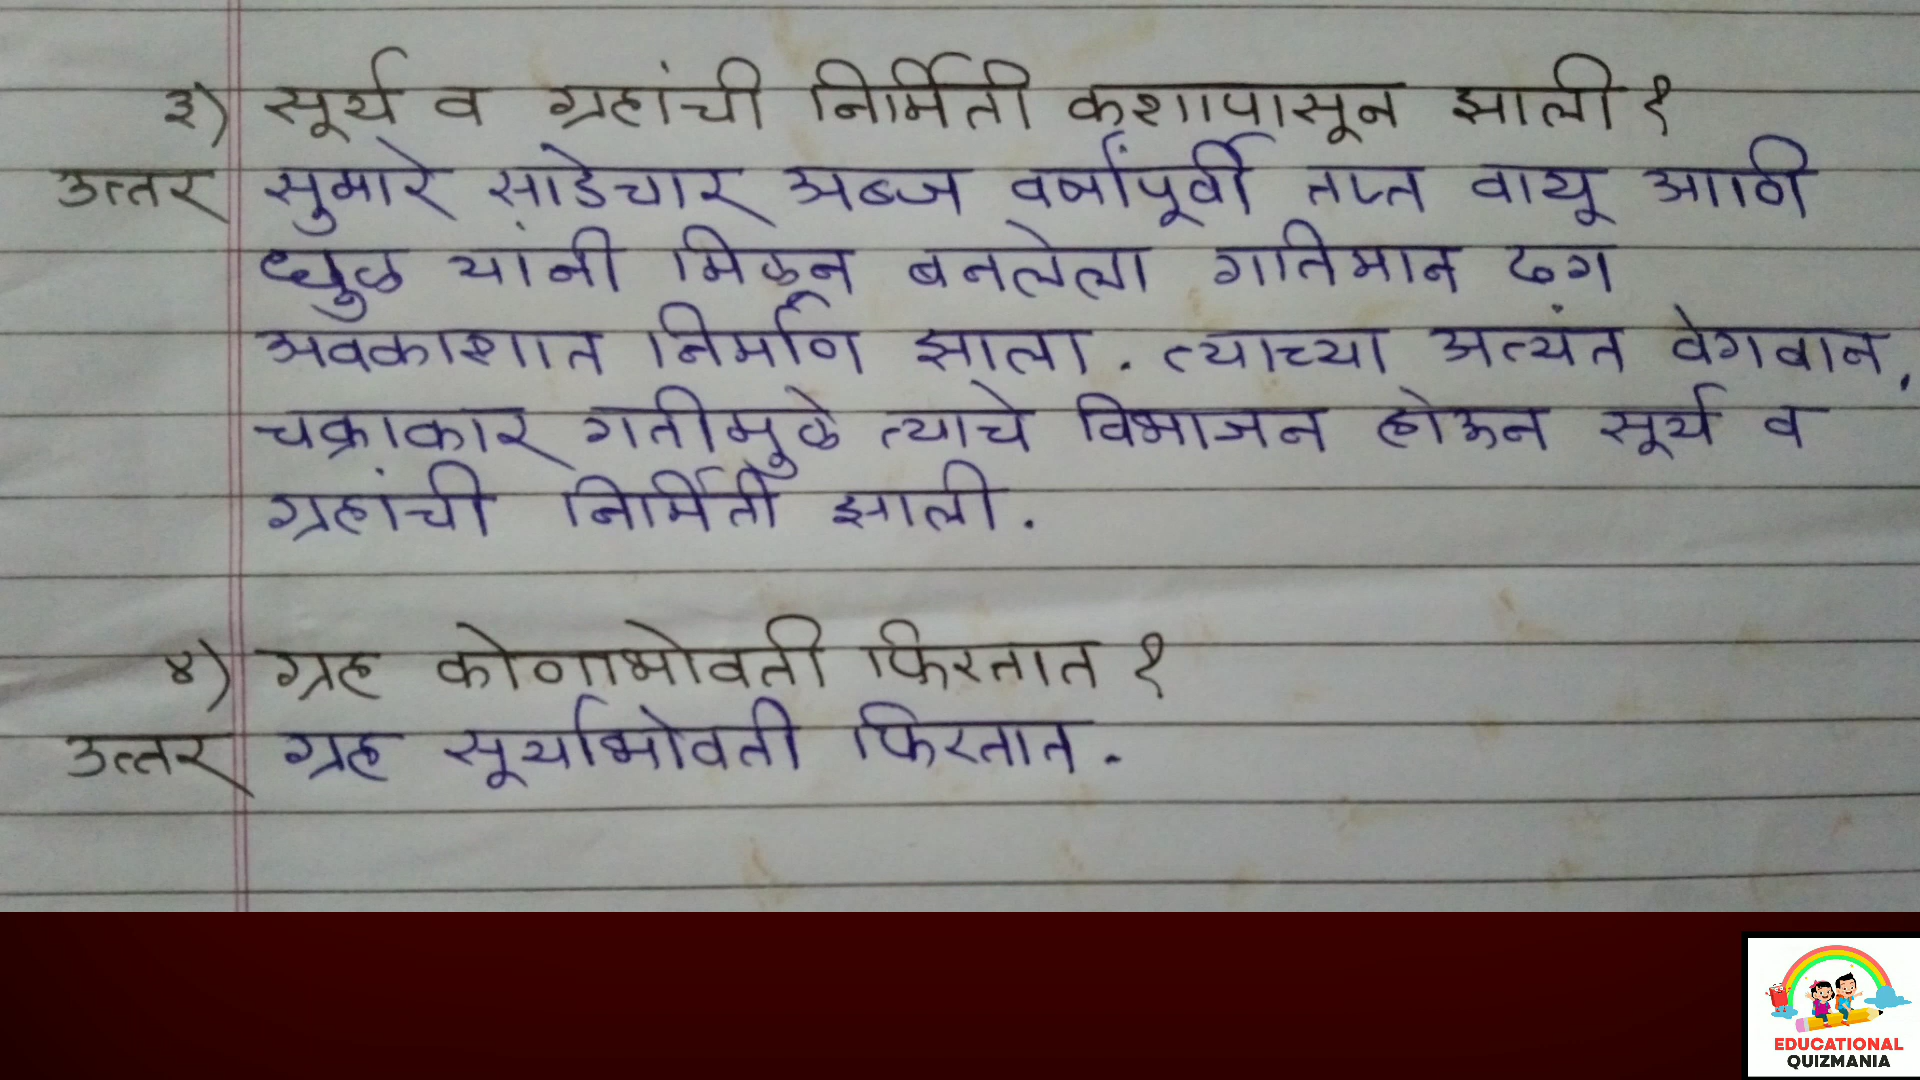 ३) सूर्य व ग्रहांची निर्मिती कशापासून झाली ?
उत्तर सुमारे साडेचार अब्ज वर्षांपूर्वी तप्त वायू आणि
धुळ यांनी मिळून बनलेला गतिमान ढग
अवकाशात निर्माण झाला. त्याच्या अत्यंत वेगवान,
चक्राकार गतीमुळे त्याचे विभाजन होऊन सूर्य व
ग्रहांची निर्मिती झाली.
४) ग्रह कोणाभोवती फिरतात ?
उत्तर ग्रह सूर्याभोवती फिरतात.
EDUCATIONAL
QUIZMANIA